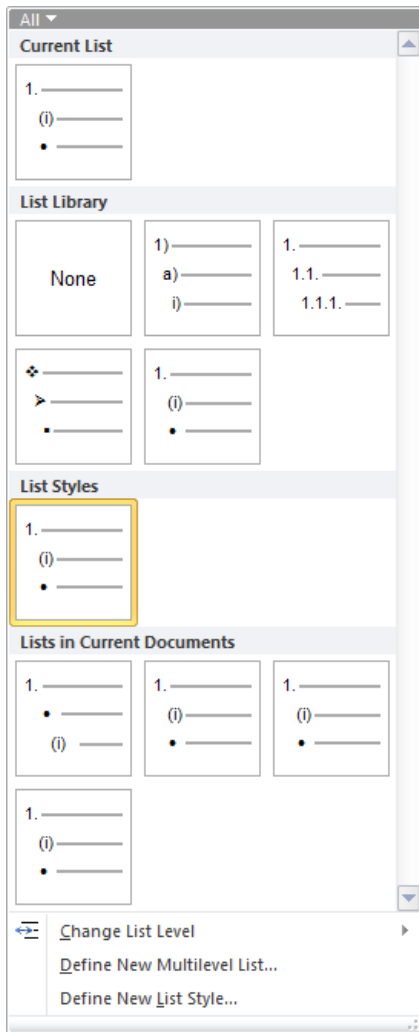 All
Current List
1.
(i)
•
List Library
None
1)
a)
i)
1.
1.1.
1.1.1.
❖
➢
▪
1.
(i)
•
List Styles
1.
(i)
•
Lists in Current Documents
1.
•
(i)
1.
(i)
•
1.
(i)
•
1.
(i)
•
Change List Level
Define New Multilevel List...
Define New List Style...